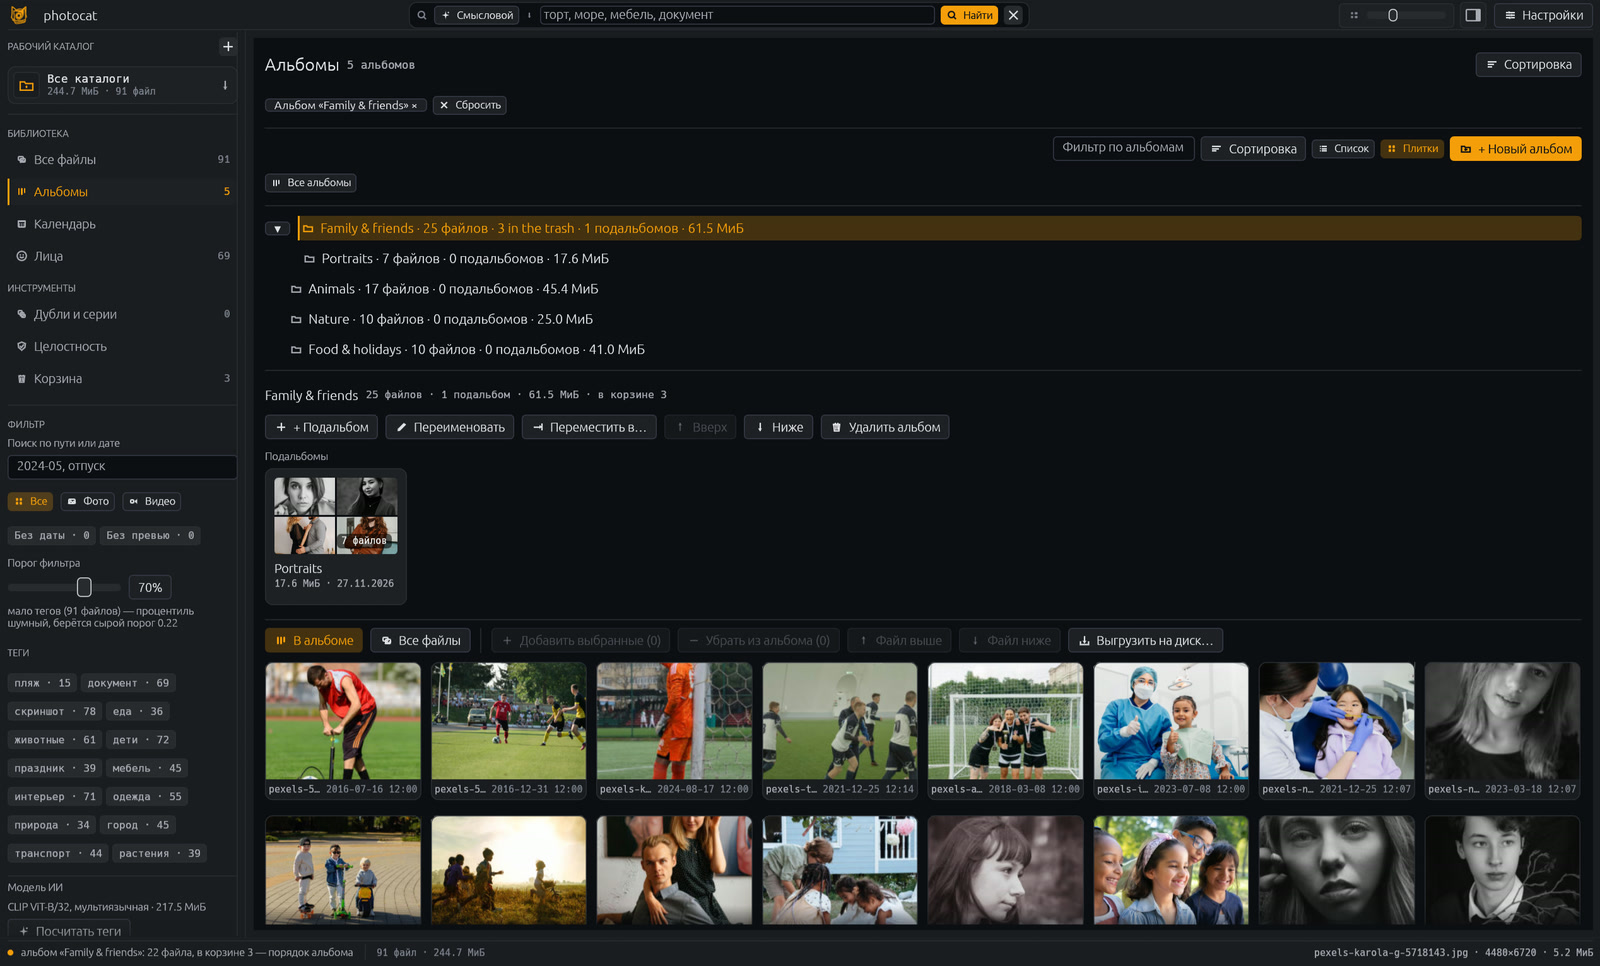 photocat
Смысловой
торт, море, мебель, документ
Найти
Настройки
РАБОЧИЙ КАТАЛОГ
Все каталоги
244.7 МиБ · 91 файл
БИБЛИОТЕКА
Все файлы 91
Альбомы 5
Календарь
Лица 69
ИНСТРУМЕНТЫ
Дубли и серии 0
Целостность
Корзина 3
ФИЛЬТР
Поиск по пути или дате
2024-05, отпуск
Все Фото Видео
Без даты · 0 Без превью · 0
Порог фильтра
70%
мало тегов (91 файлов) — процентиль
шумный, берётся сырой порог 0.22
ТЕГИ
пляж · 15 документ · 69
скриншот · 78 еда · 36
животные · 61 дети · 72
праздник · 39 мебель · 45
интерьер · 71 одежда · 55
природа · 34 город · 45
транспорт · 44 растения · 39
Модель ИИ
CLIP ViT-B/32, мультиязычная · 217.5 МиБ
Посчитать теги
Альбомы 5 альбомов
Сортировка
Альбом «Family & friends» ×
Сбросить
Фильтр по альбомам
Сортировка
Список
Плитки
+ Новый альбом
Все альбомы
Family & friends · 25 файлов · 3 in the trash · 1 подальбомов · 61.5 МиБ
Portraits · 7 файлов · 0 подальбомов · 17.6 МиБ
Animals · 17 файлов · 0 подальбомов · 45.4 МиБ
Nature · 10 файлов · 0 подальбомов · 25.0 МиБ
Food & holidays · 10 файлов · 0 подальбомов · 41.0 МиБ
Family & friends 25 файлов · 1 подальбом · 61.5 МиБ · в корзине 3
+ Подальбом
Переименовать
Переместить в…
Вверх
Ниже
Удалить альбом
Подальбомы
7 файлов
Portraits
17.6 МиБ · 27.11.2026
В альбоме
Все файлы
Добавить выбранные (0)
Убрать из альбома (0)
Файл выше
Файл ниже
Выгрузить на диск…
pexels-5… 2016-07-16 12:00
pexels-5… 2016-12-31 12:00
pexels-k… 2024-08-17 12:00
pexels-t… 2021-12-25 12:14
pexels-a… 2018-03-08 12:00
pexels-i… 2023-07-08 12:00
pexels-n… 2021-12-25 12:07
pexels-n… 2023-03-18 12:07
альбом «Family & friends»: 22 файла, в корзине 3 — порядок альбома
91 файл · 244.7 МиБ
pexels-karola-g-5718143.jpg · 4480×6720 · 5.2 МиБ